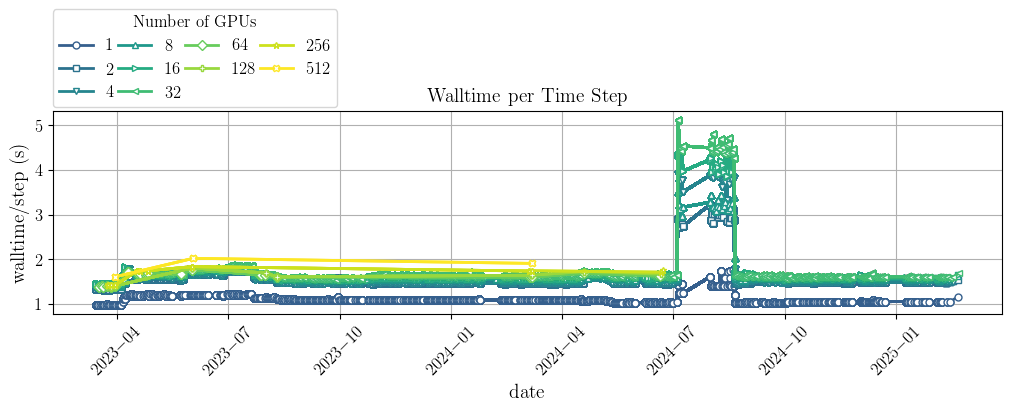 Number of GPUs
1 8 64 256
2 16 128 512
4 32
Walltime per Time Step
walltime/step (s)
5
4
3
2
1
2023−04 2023−07 2023−10 2024−01 2024−04 2024−07 2024−10 2025−01
date